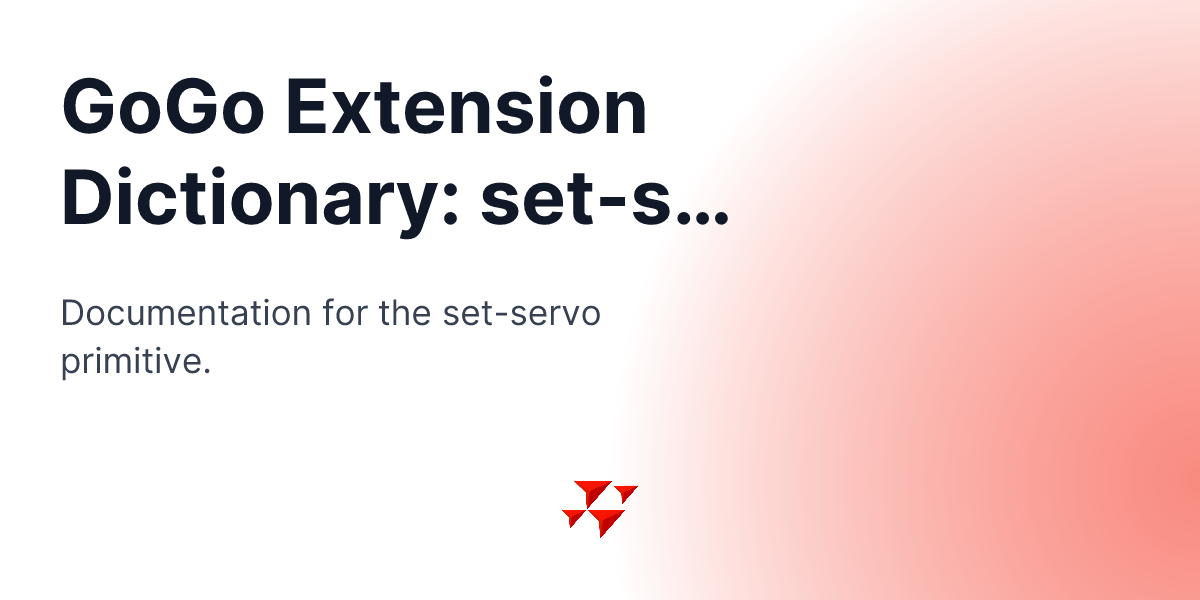 GoGo Extension
Dictionary: set-s...
Documentation for the set-servo
primitive.